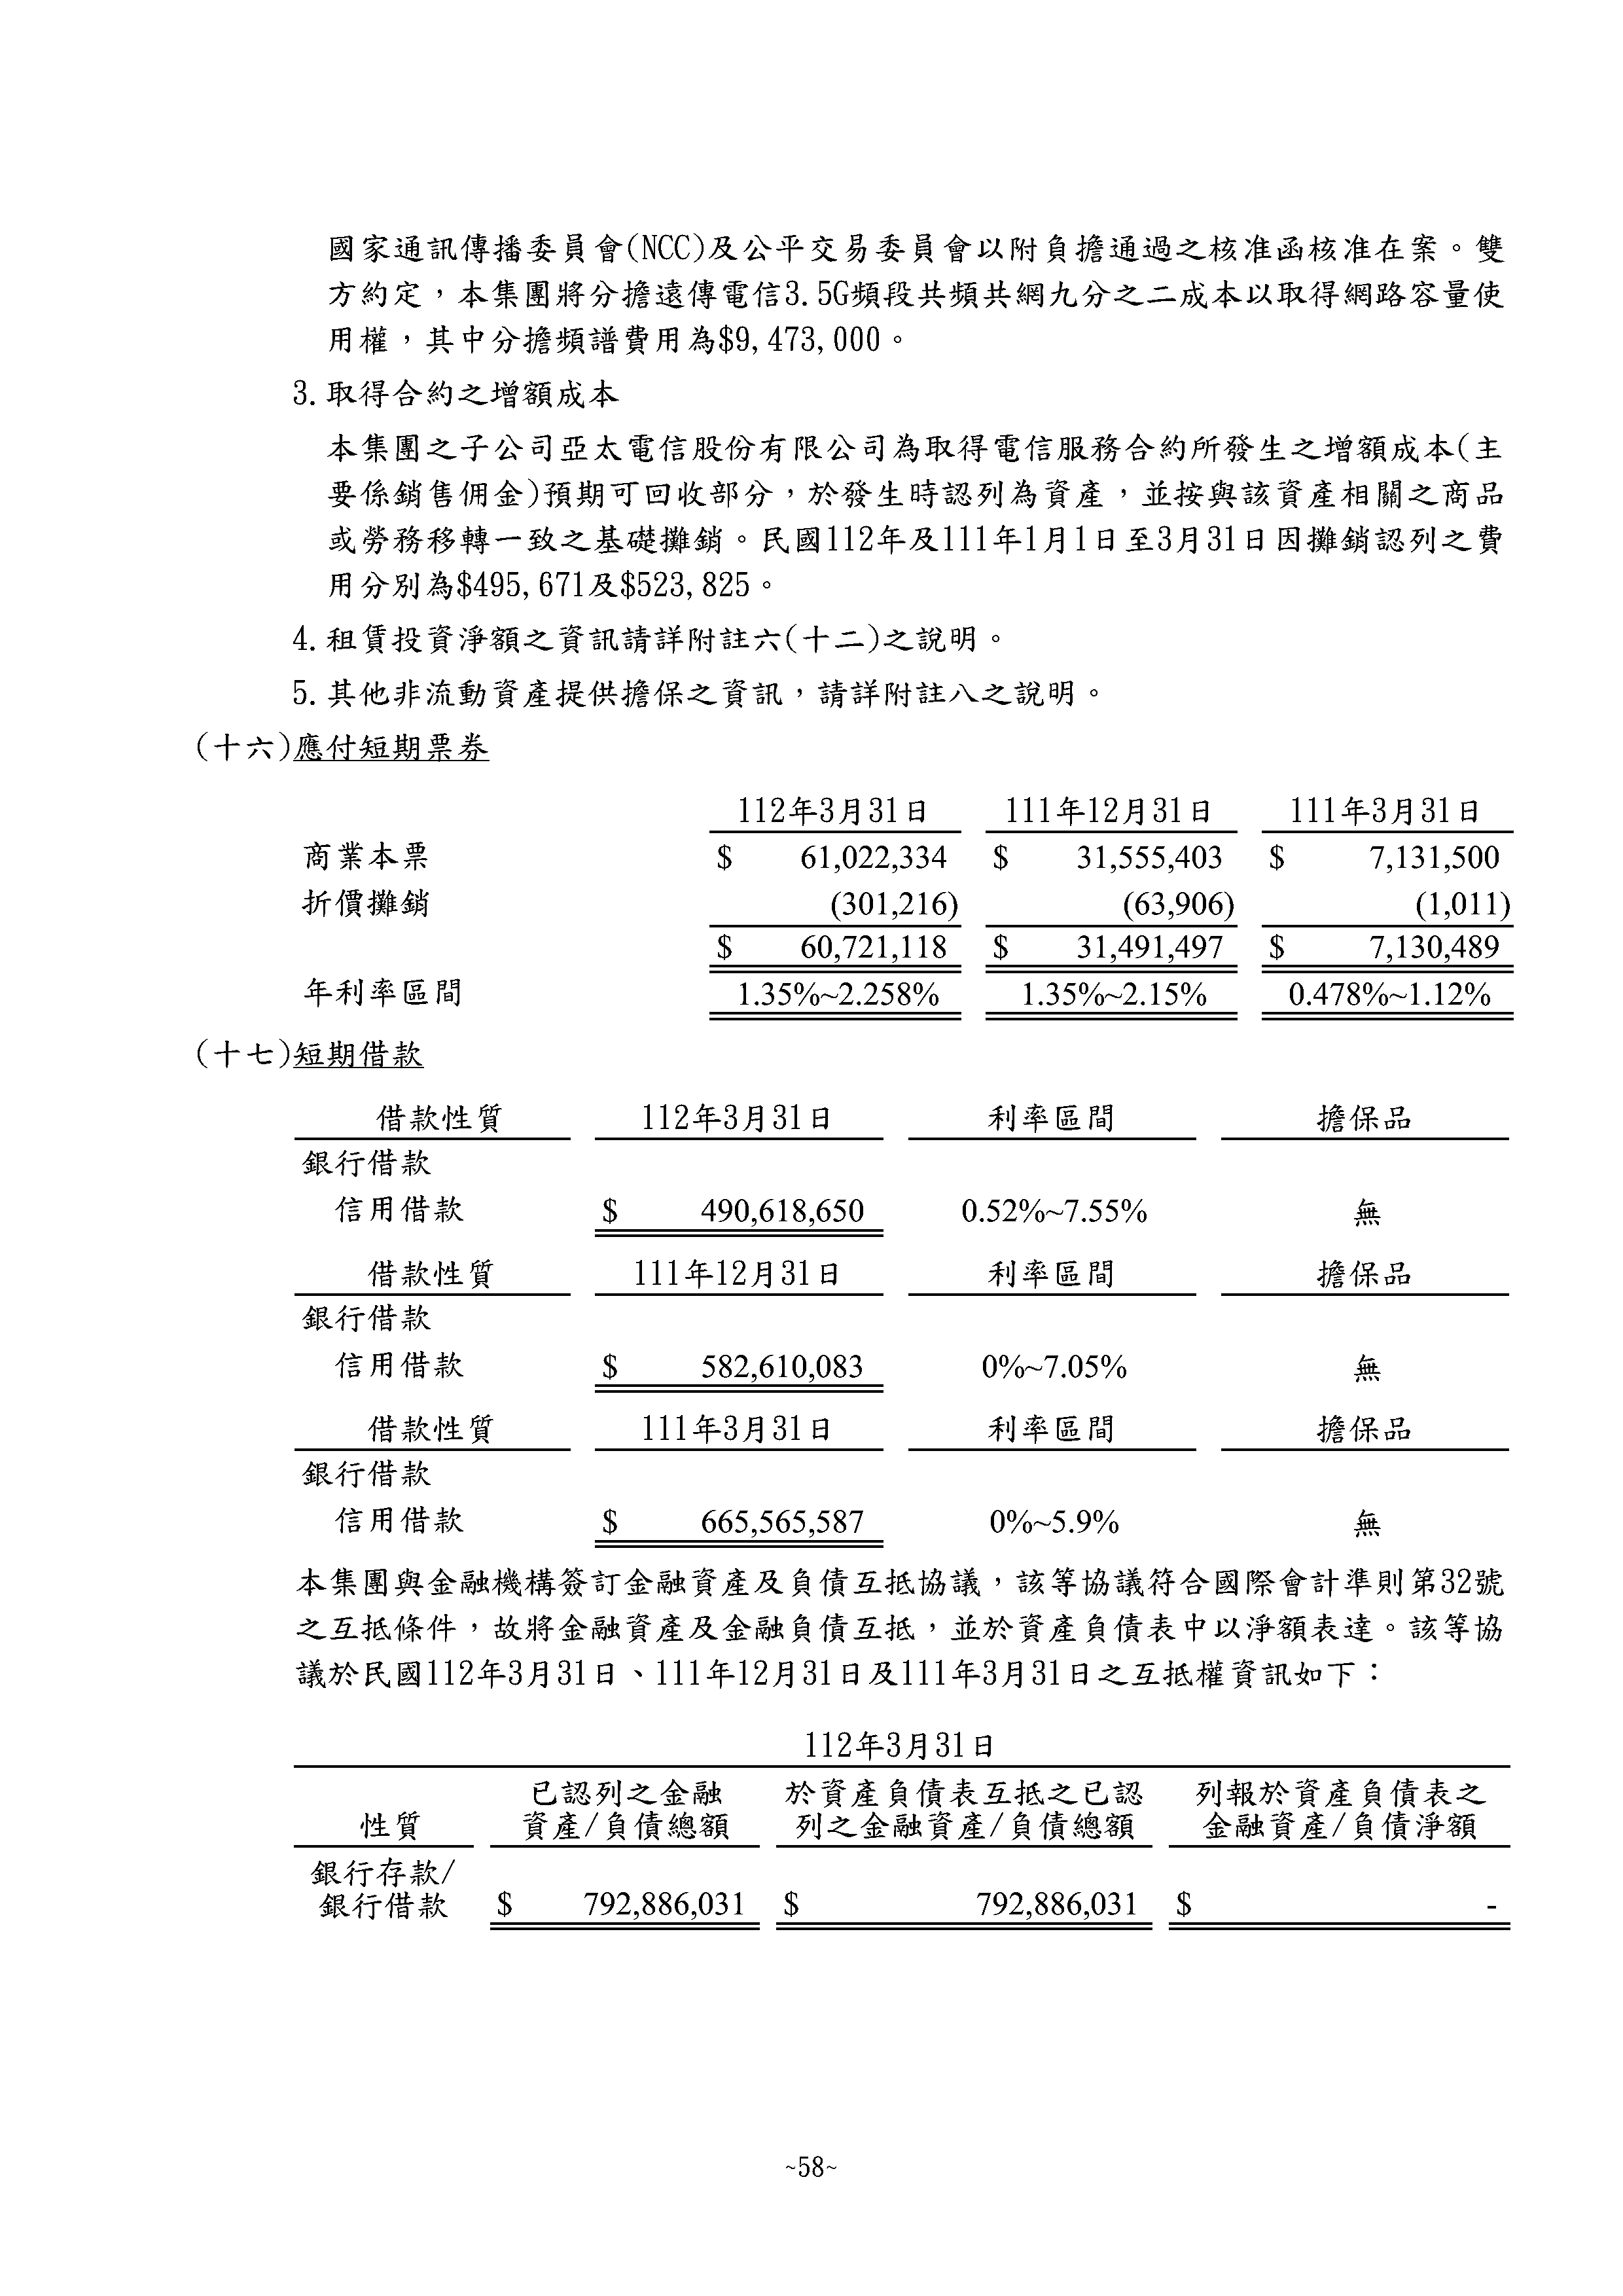 國家通訊傳播委員會(NCC)及公平交易委員會以附負擔通過之核准函核准在案。雙
方約定，本集團將分擔遠傳電信3.5G頻段共頻共網九分之二成本以取得網路容量使
用權，其中分擔頻譜費用為$9,473,000。
3.取得合約之增額成本
本集團之子公司亞太電信股份有限公司為取得電信服務合約所發生之增額成本(主
要係銷售佣金)預期可回收部分，於發生時認列為資產，並按與該資產相關之商品
或勞務移轉一致之基礎攤銷。民國112年及111年1月1日至3月31日因攤銷認列之費
用分別為$495,671及$523,825。
4.租賃投資淨額之資訊請詳附註六(十二)之說明。
5.其他非流動資產提供擔保之資訊，請詳附註八之說明。
(十六)應付短期票券
112年3月31日 111年12月31日 111年3月31日
商業本票 $ 61,022,334 $ 31,555,403 $ 7,131,500
折價攤銷 (301,216) (63,906) (1,011)
$ 60,721,118 $ 31,491,497 $ 7,130,489
年利率區間 1.35%~2.258% 1.35%~2.15% 0.478%~1.12%
(十七)短期借款
借款性質 112年3月31日 利率區間 擔保品
銀行借款
信用借款 $ 490,618,650 0.52%~7.55% 無
借款性質 111年12月31日 利率區間 擔保品
銀行借款
信用借款 $ 582,610,083 0%~7.05% 無
借款性質 111年3月31日 利率區間 擔保品
銀行借款
信用借款 $ 665,565,587 0%~5.9% 無
本集團與金融機構簽訂金融資產及負債互抵協議，該等協議符合國際會計準則第32號
之互抵條件，故將金融資產及金融負債互抵，並於資產負債表中以淨額表達。該等協
議於民國112年3月31日、111年12月31日及111年3月31日之互抵權資訊如下：
112年3月31日
已認列之金融 於資產負債表互抵之已認 列報於資產負債表之
性質 資產/負債總額 列之金融資產/負債總額 金融資產/負債淨額
銀行存款/
銀行借款 $ 792,886,031 $ 792,886,031 $ -
~58~